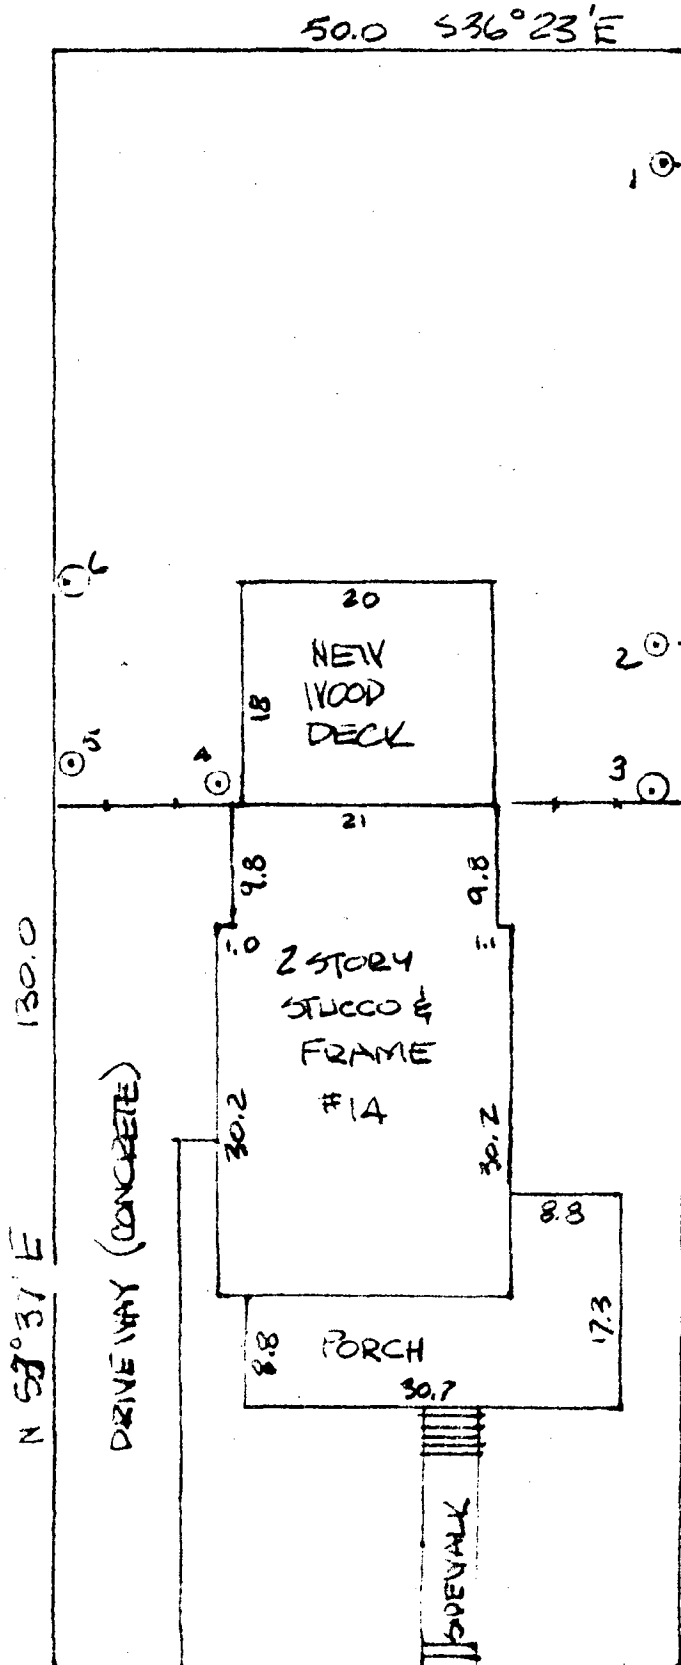 50.0 S36°23'E
1
6
20
NEW
WOOD
DECK
18
2
5
4
3
21
9.8
9.8
1.0
1.1
2 STORY
STUCCO &
FRAME
#14
130.0
30.2
30.2
DRIVEWAY (CONCRETE)
8.8
17.3
N 53°37'E
8.8
PORCH
30.7
SIDEWALK